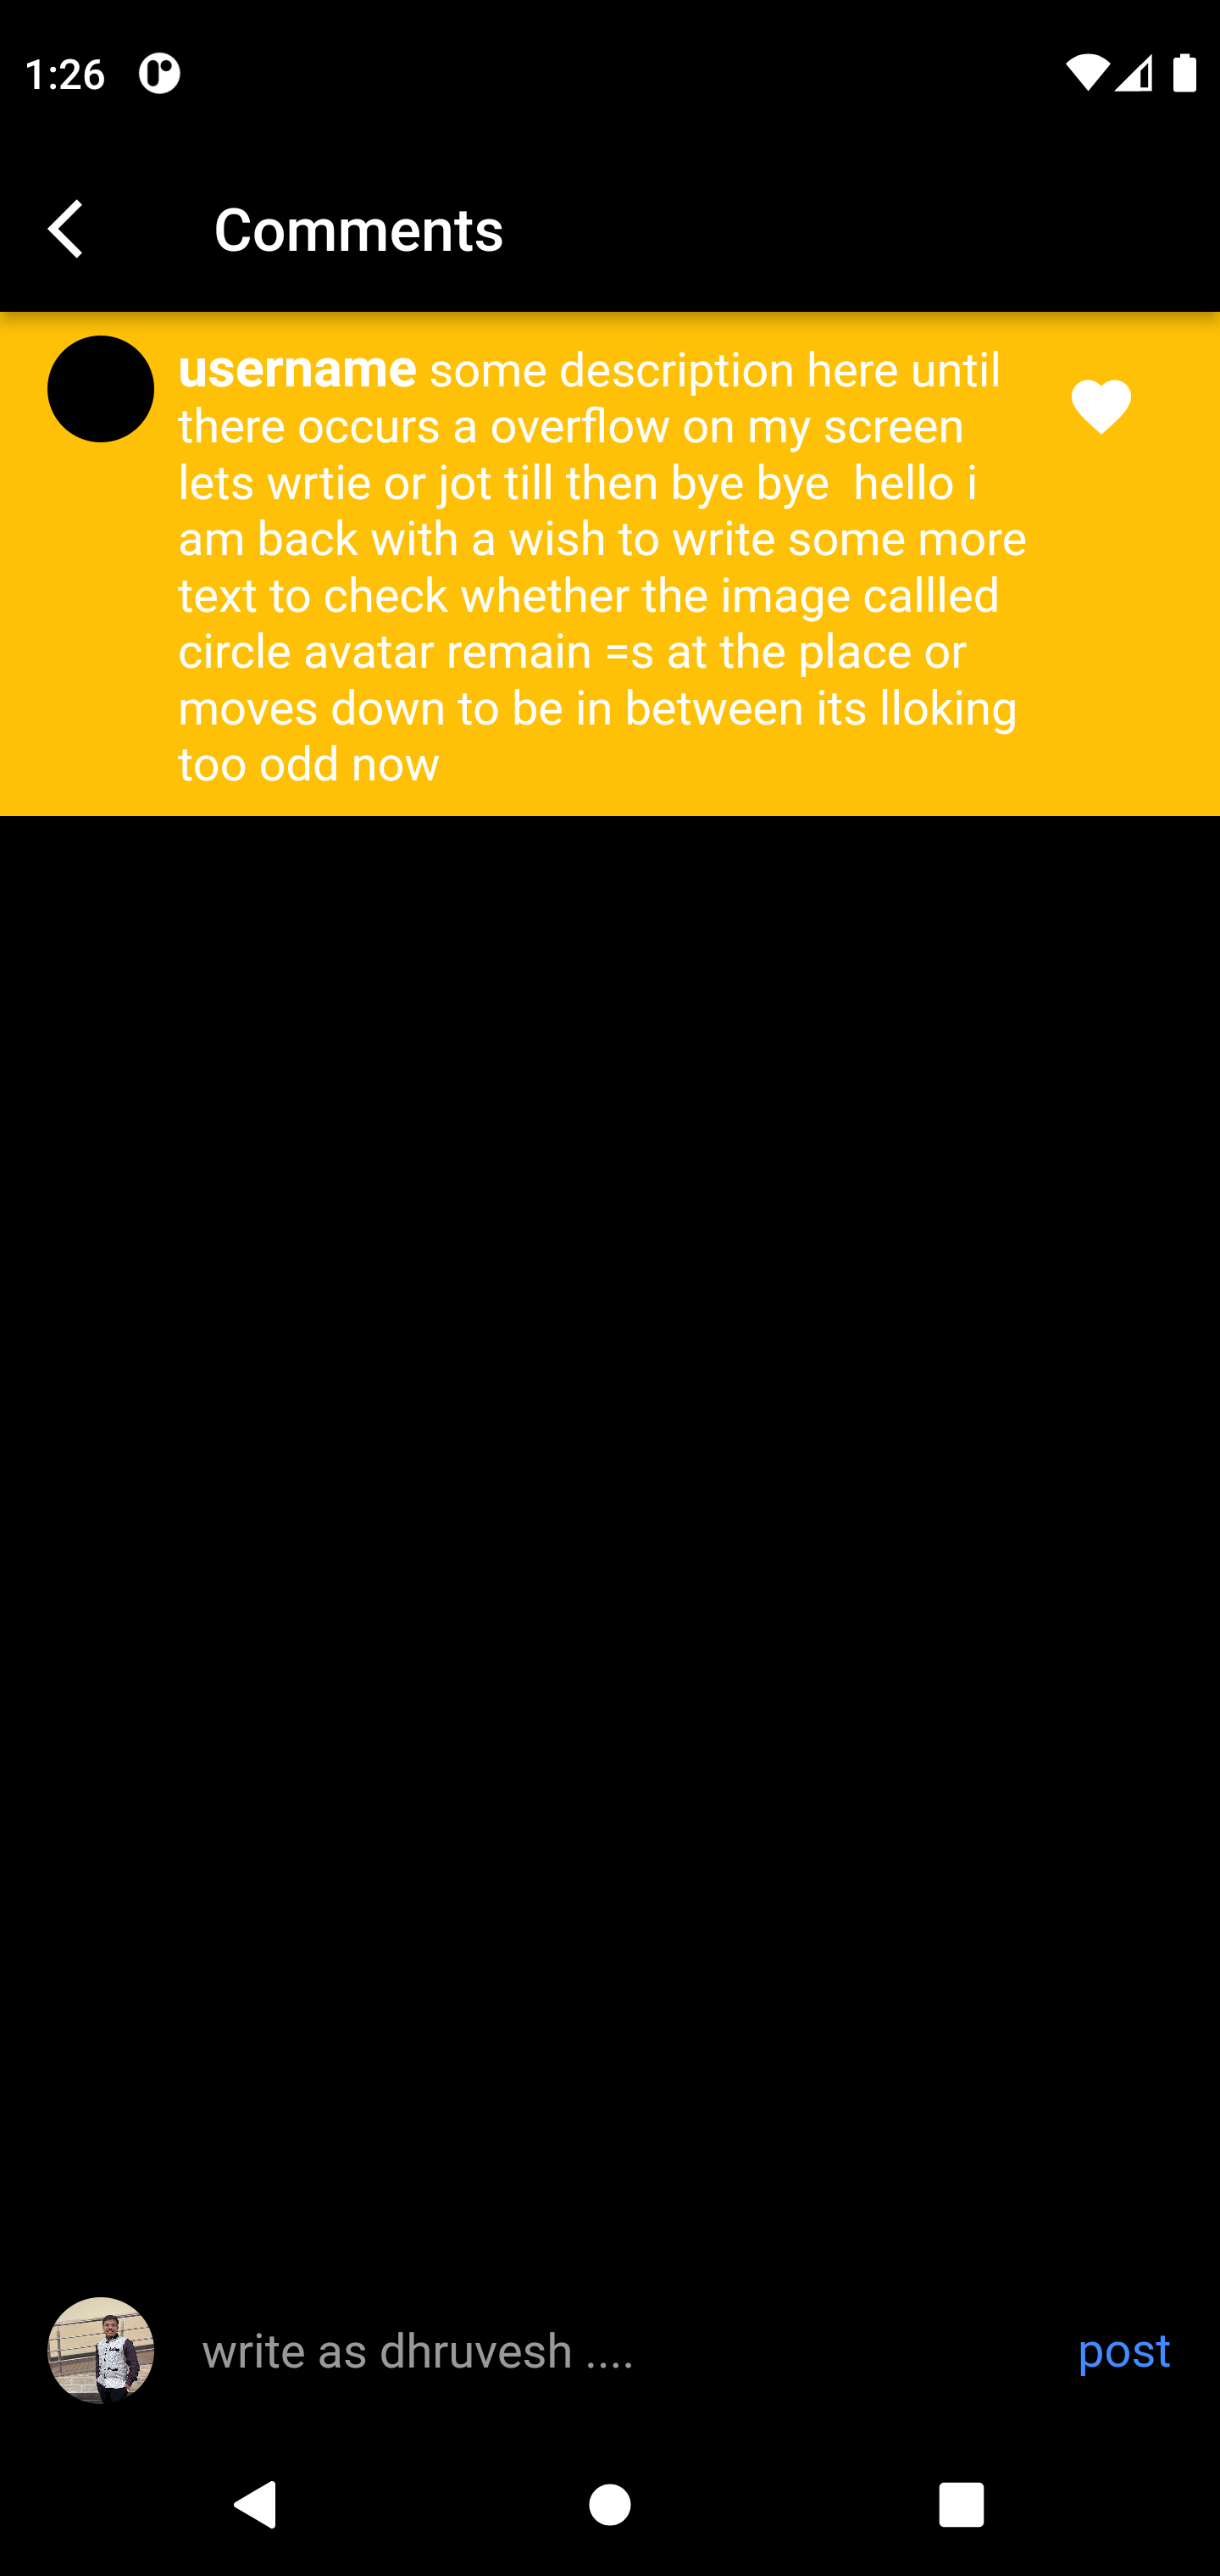 1:26
Comments
username some description here until
there occurs a overflow on my screen
lets wrtie or jot till then bye bye  hello i
am back with a wish to write some more
text to check whether the image callled
circle avatar remain =s at the place or
moves down to be in between its lloking
too odd now
write as dhruvesh ....
post